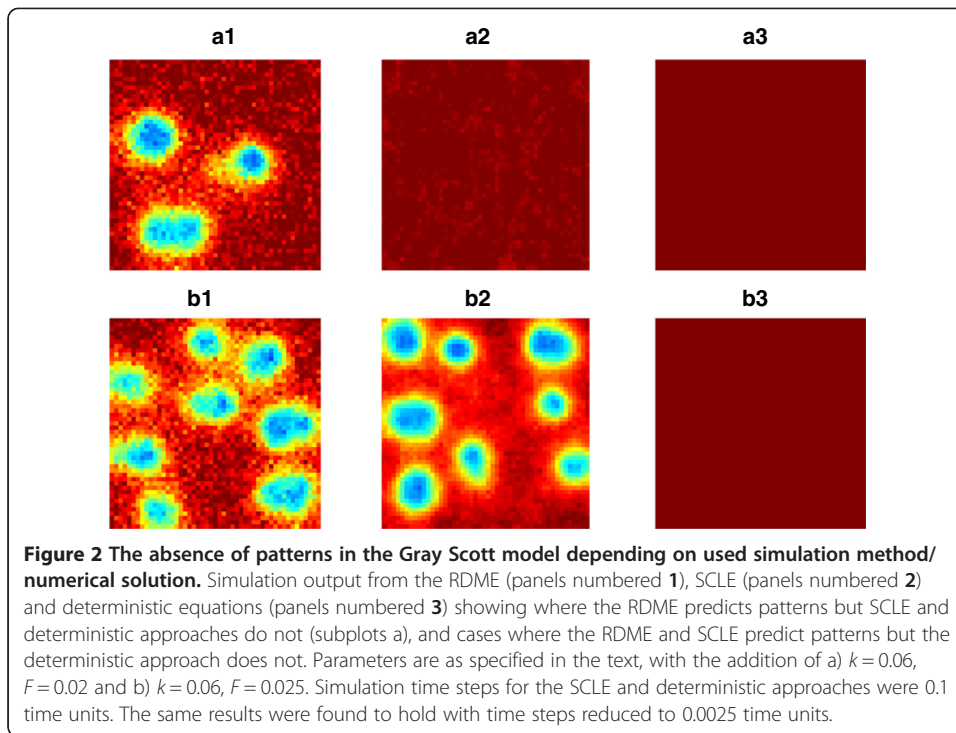 a1 a2 a3
b1 b2 b3
Figure 2 The absence of patterns in the Gray Scott model depending on used simulation method/
numerical solution. Simulation output from the RDME (panels numbered 1), SCLE (panels numbered 2)
and deterministic equations (panels numbered 3) showing where the RDME predicts patterns but SCLE and
deterministic approaches do not (subplots a), and cases where the RDME and SCLE predict patterns but the
deterministic approach does not. Parameters are as specified in the text, with the addition of a) k = 0.06,
F = 0.02 and b) k = 0.06, F = 0.025. Simulation time steps for the SCLE and deterministic approaches were 0.1
time units. The same results were found to hold with time steps reduced to 0.0025 time units.